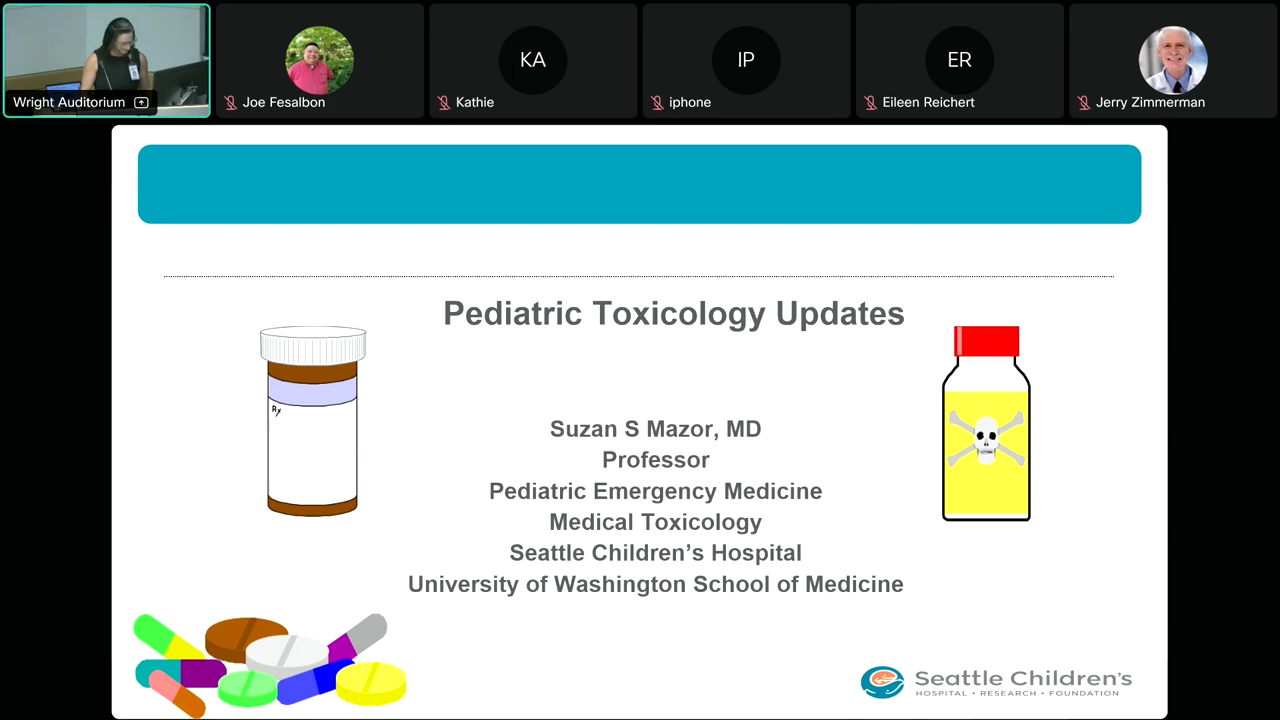 Wright Auditorium
Joe Fesalbon
KA
Kathie
IP
iphone
ER
Eileen Reichert
Jerry Zimmerman
Pediatric Toxicology Updates
Rx
Suzan S Mazor, MD
Professor
Pediatric Emergency Medicine
Medical Toxicology
Seattle Children's Hospital
University of Washington School of Medicine
Seattle Children's
HOSPITAL • RESEARCH • FOUNDATION